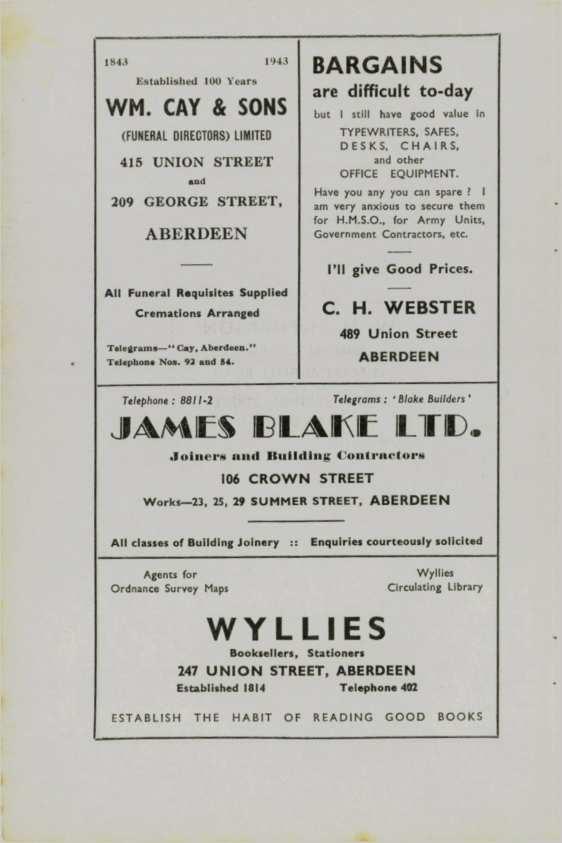 1843 1943
Established 100 Years
WM. CAY & SONS
(FUNERAL DIRECTORS) LIMITED
415 UNION STREET
and
209 GEORGE STREET,
ABERDEEN
All Funeral Requisites Supplied
Cremations Arranged
Telegrams—"Cay, Aberdeen."
Telephone Nos. 92 and 84.
BARGAINS
are difficult to-day
but I still have good value in
TYPEWRITERS, SAFES,
DESKS, CHAIRS,
and other
OFFICE EQUIPMENT.
Have you any you can spare ? I
am very anxious to secure them
for H.M.S.O., for Army Units,
Government Contractors, etc.
I'll give Good Prices.
C. H. WEBSTER
489 Union Street
ABERDEEN
Telephone : 8811-2 Telegrams : 'Blake Builders'
JAMES BLAKE LTD.
Joiners and Building Contractors
106 CROWN STREET
Works—23, 25, 29 SUMMER STREET, ABERDEEN
All classes of Building Joinery :: Enquiries courteously solicited
Agents for
Ordnance Survey Maps
Wyllies
Circulating Library
WYLLIES
Booksellers, Stationers
247 UNION STREET, ABERDEEN
Established 1814 Telephone 402
ESTABLISH THE HABIT OF READING GOOD BOOKS